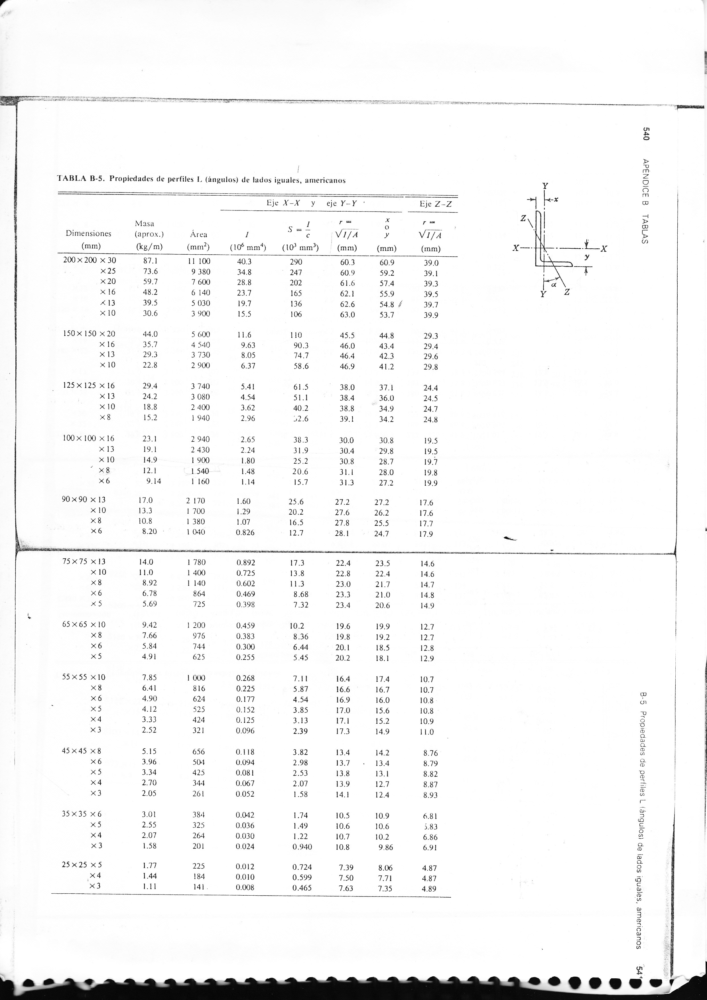 540 APÉNDICE B TABLAS
TABLA B-5. Propiedades de perfiles L (ángulos) de lados iguales, americanos
Eje X-X y eje Y-Y Eje Z-Z
Dimensiones (mm) Masa (aprox.) (kg/m) Área (mm²) I (10⁶ mm⁴) S = I/c (10³ mm³) r = √I/A (mm) x o y (mm) r = √I/A (mm)
200 × 200 × 30 87.1 11 100 40.3 290 60.3 60.9 39.0
× 25 73.6 9 380 34.8 247 60.9 59.2 39.1
× 20 59.7 7 600 28.8 202 61.6 57.4 39.3
× 16 48.2 6 140 23.7 165 62.1 55.9 39.5
× 13 39.5 5 030 19.7 136 62.6 54.8 39.7
× 10 30.6 3 900 15.5 106 63.0 53.7 39.9
150 × 150 × 20 44.0 5 600 11.6 110 45.5 44.8 29.3
× 16 35.7 4 540 9.63 90.3 46.0 43.4 29.4
× 13 29.3 3 730 8.05 74.7 46.4 42.3 29.6
× 10 22.8 2 900 6.37 58.6 46.9 41.2 29.8
125 × 125 × 16 29.4 3 740 5.41 61.5 38.0 37.1 24.4
× 13 24.2 3 080 4.54 51.1 38.4 36.0 24.5
× 10 18.8 2 400 3.62 40.2 38.8 34.9 24.7
× 8 15.2 1 940 2.96 39.1 34.2 24.8
100 × 100 × 16 23.1 2 940 2.65 38.3 30.0 30.8 19.5
× 13 19.1 2 430 2.24 31.9 30.4 29.8 19.5
× 10 14.9 1 900 1.80 25.2 30.8 28.7 19.7
× 8 12.1 1 540 1.48 20.6 31.1 28.0 19.8
× 6 9.14 1 160 1.14 15.7 31.3 27.2 19.9
90 × 90 × 13 17.0 2 170 1.60 25.6 27.2 27.2 17.6
× 10 13.3 1 700 1.29 20.2 27.6 26.2 17.6
× 8 10.8 1 380 1.07 16.5 27.8 25.5 17.7
× 6 8.20 1 040 0.826 12.7 28.1 24.7 17.9
75 × 75 × 13 14.0 1 780 0.892 17.3 22.4 23.5 14.6
× 10 11.0 1 400 0.725 13.8 22.8 22.4 14.6
× 8 8.92 1 140 0.602 11.3 23.0 21.7 14.7
× 6 6.78 864 0.469 8.68 23.3 21.0 14.8
× 5 5.69 725 0.398 7.32 23.4 20.6 14.9
65 × 65 × 10 9.42 1 200 0.459 10.2 19.6 19.9 12.7
× 8 7.66 976 0.383 8.36 19.8 19.2 12.7
× 6 5.84 744 0.300 6.44 20.1 18.5 12.8
× 5 4.91 625 0.255 5.45 20.2 18.1 12.9
55 × 55 × 10 7.85 1 000 0.268 7.11 16.4 17.4 10.7
× 8 6.41 816 0.225 5.87 16.6 16.7 10.7
× 6 4.90 624 0.177 4.54 16.9 16.0 10.8
× 5 4.12 525 0.152 3.85 17.0 15.6 10.8
× 4 3.33 424 0.125 3.13 17.1 15.2 10.9
× 3 2.52 321 0.096 2.39 17.3 14.9 11.0
45 × 45 × 8 5.15 656 0.118 3.82 13.4 14.2 8.76
× 6 3.96 504 0.094 2.98 13.7 13.4 8.79
× 5 3.34 425 0.081 2.53 13.8 13.1 8.82
× 4 2.70 344 0.067 2.07 13.9 12.7 8.87
× 3 2.05 261 0.052 1.58 14.1 12.4 8.93
35 × 35 × 6 3.01 384 0.042 1.74 10.5 10.9 6.81
× 5 2.55 325 0.036 1.49 10.6 10.6
× 4 2.07 264 0.030 1.22 10.7 10.2 6.86
× 3 1.58 201 0.024 0.940 10.8 9.86 6.91
25 × 25 × 5 1.77 225 0.012 0.724 7.39 8.06 4.87
× 4 1.44 184 0.010 0.599 7.50 7.71 4.87
× 3 1.11 141 0.008 0.465 7.63 7.35 4.89
Y
x
Z
X X
y
α
Y Z
B-5 Propiedades de perfiles L (ángulos) de lados iguales, americanos